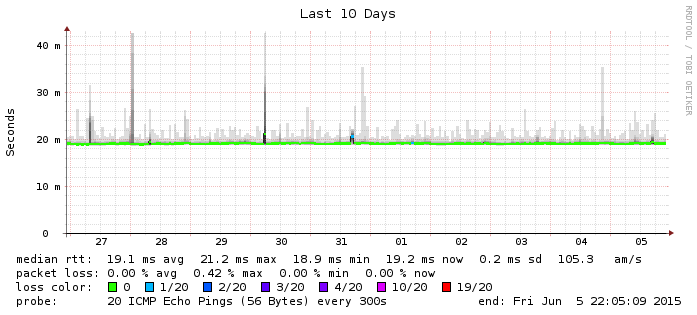 Last 10 Days
RRDTOOL / TOBI OETIKER
Seconds
40 m
30 m
20 m
10 m
0
27 28 29 30 31 01 02 03 04 05
median rtt: 19.1 ms avg 21.2 ms max 18.9 ms min 19.2 ms now 0.2 ms sd 105.3 am/s
packet loss: 0.00 % avg 0.42 % max 0.00 % min 0.00 % now
loss color: 0 1/20 2/20 3/20 4/20 10/20 19/20
probe: 20 ICMP Echo Pings (56 Bytes) every 300s end: Fri Jun 5 22:05:09 2015